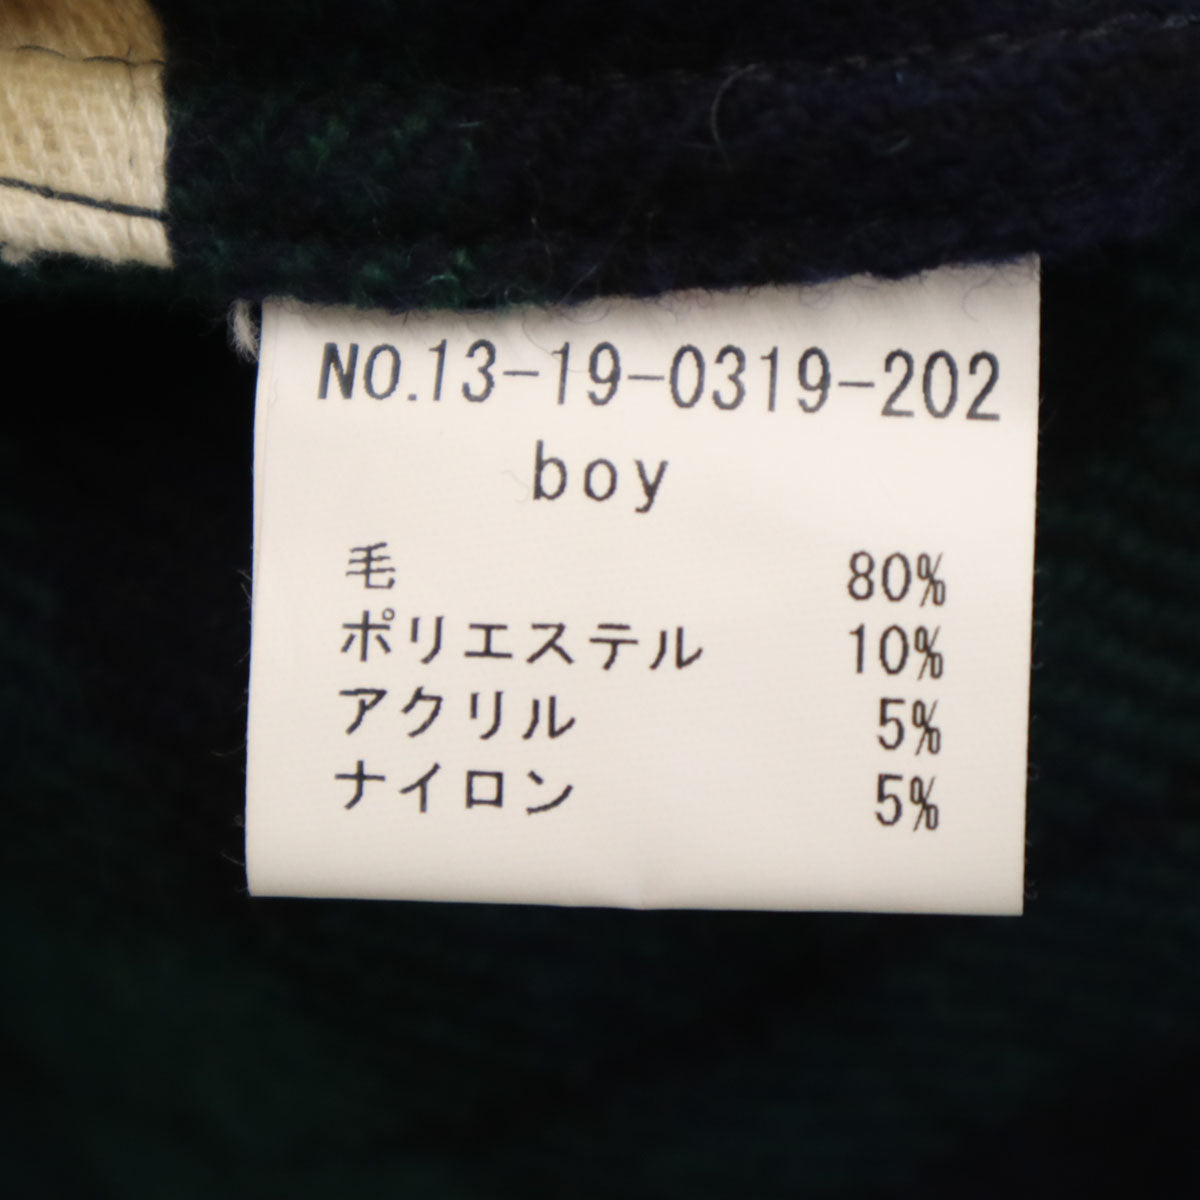 NO.13-19-0319-202
boy
毛 80%
ポリエステル 10%
アクリル 5%
ナイロン 5%